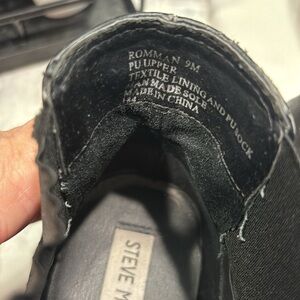 ROMMAN 9M
PU UPPER
TEXTILE LINING AND PU SOCK
MAN MADE SOLE
MADE IN CHINA
STEVE M